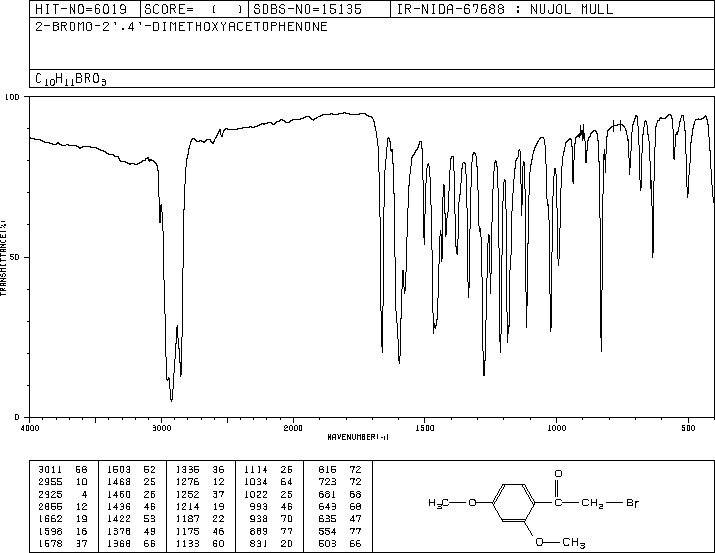 HIT-NO=6019 SCORE= ( ) SDBS-NO=15135 IR-NIDA-67688 : NUJOL MULL
2-BROMO-2'.4'-DIMETHOXYACETOPHENONE
C10H11BRO3
100
50
0
TRANSMITTANCE(%)
4000 3000 2000 1500 1000 500
WAVENUMBER(-1)
3011 58 1503 52 1336 36 1114 26 816 72
2955 10 1468 25 1276 12 1034 64 723 72
2925 4 1460 26 1252 37 1022 25 681 68
2855 12 1436 46 1214 19 993 46 643 68
1662 19 1422 53 1187 22 938 70 635 47
1598 16 1378 49 1175 46 889 77 554 77
1578 37 1368 66 1133 60 831 20 503 66
O
H3C O C CH2 Br
O CH3